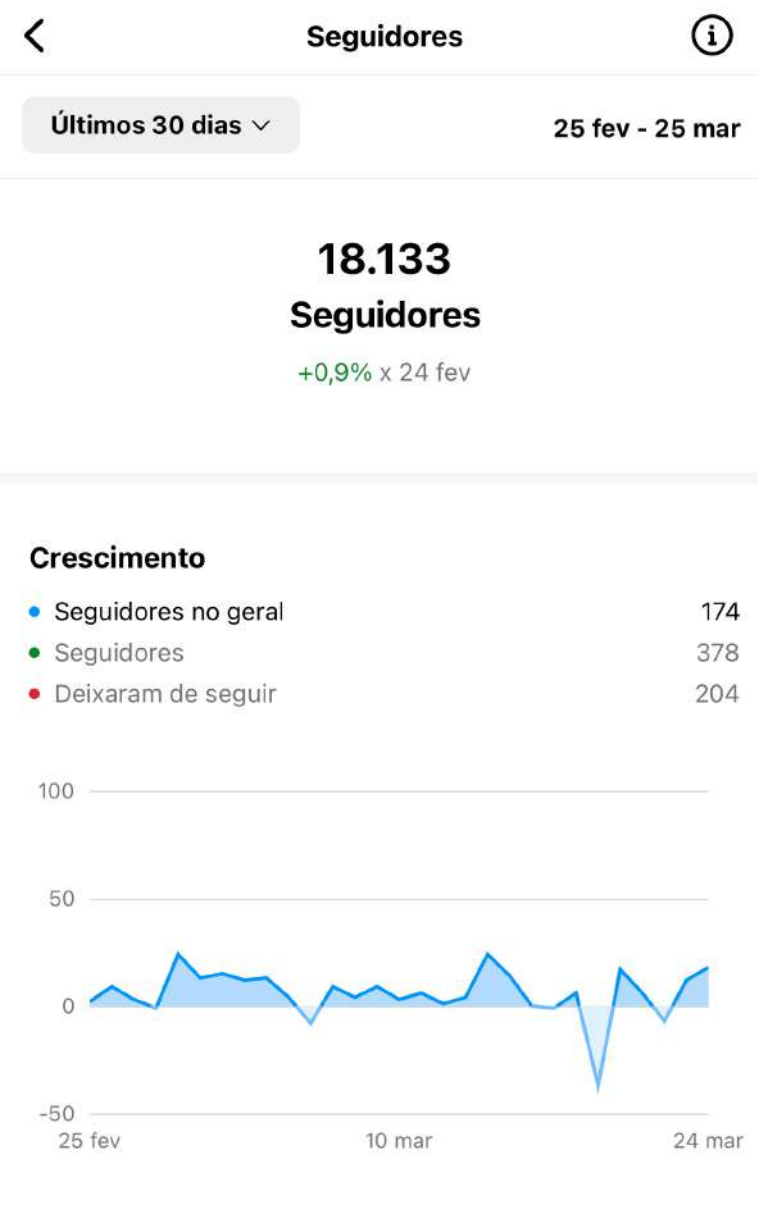 Seguidores
Últimos 30 dias
25 fev - 25 mar
18.133
Seguidores
+0,9% x 24 fev
Crescimento
Seguidores no geral 174
Seguidores 378
Deixaram de seguir 204
100
50
0
-50
25 fev 10 mar 24 mar